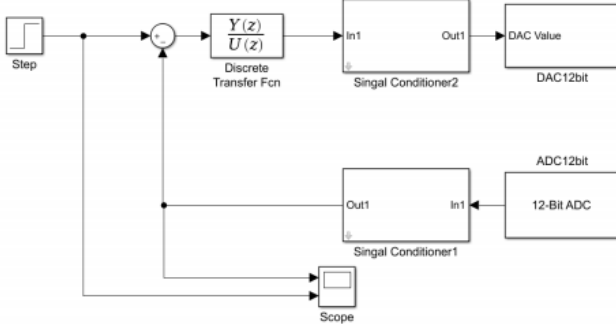 Step
+
-
Y(z)
U(z)
Discrete
Transfer Fcn
In1
Out1
Singal Conditioner2
DAC Value
DAC12bit
ADC12bit
12-Bit ADC
Out1
In1
Singal Conditioner1
Scope